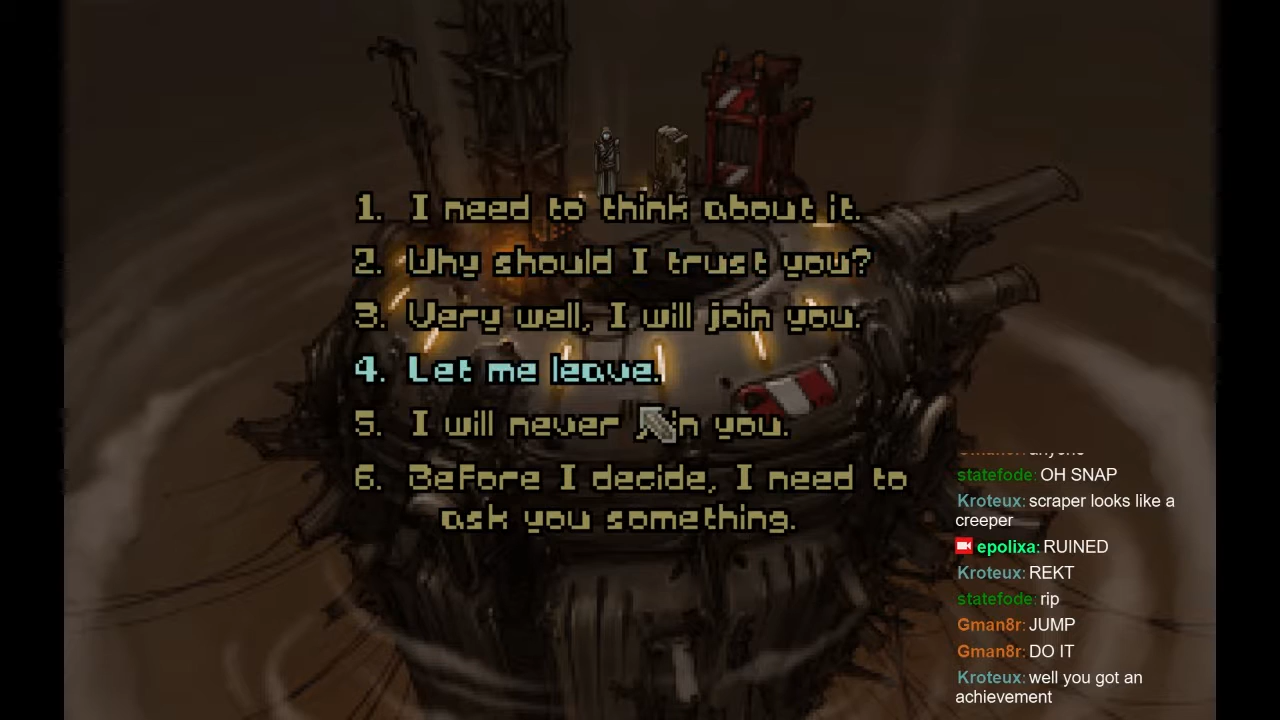 1. I need to think about it.
2. Why should I trust you?
3. Very well, I will join you.
4. Let me leave.
5. I will never join you.
6. Before I decide, I need to
ask you something.
statefode: OH SNAP
Kroteux: scraper looks like a
creeper
epolixa: RUINED
Kroteux: REKT
statefode: rip
Gman8r: JUMP
Gman8r: DO IT
Kroteux: well you got an
achievement